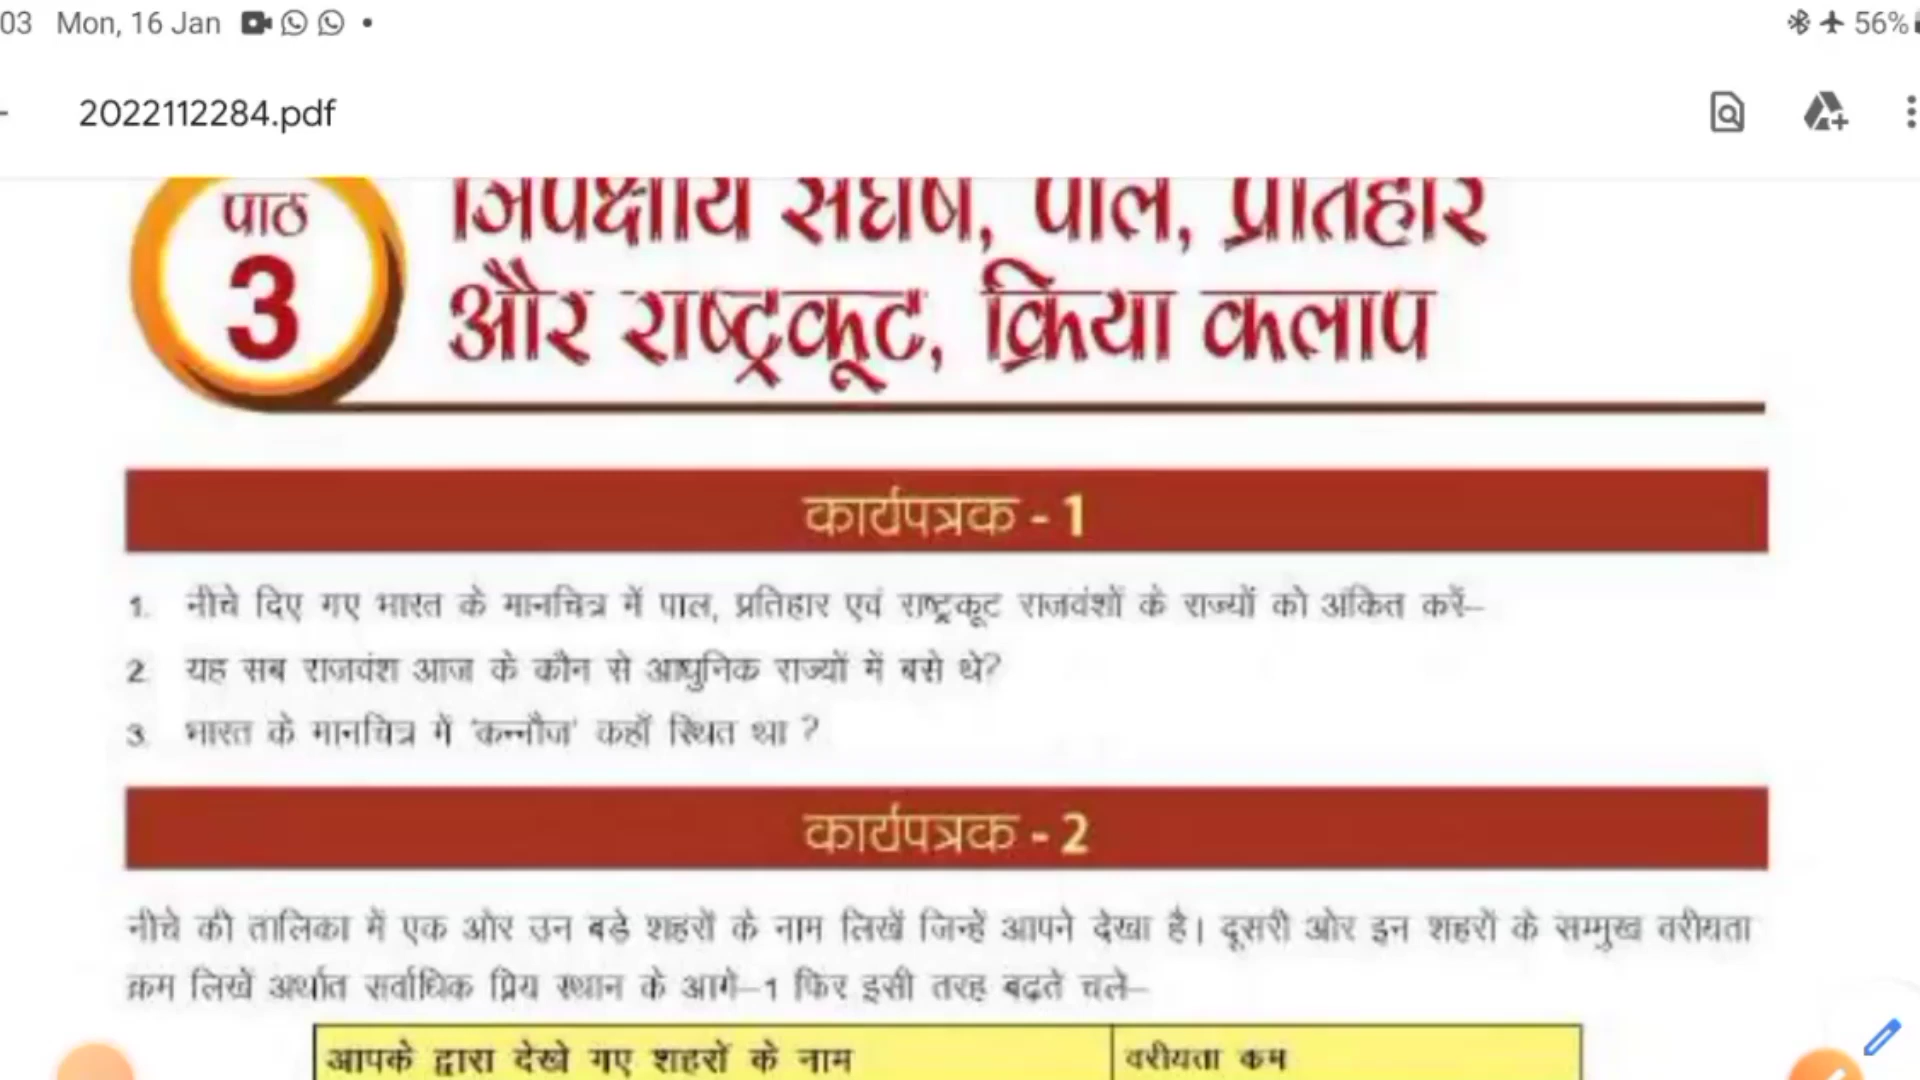 03 Mon, 16 Jan
56%
2022112284.pdf
पाठ
3
त्रिपक्षीय संघर्ष, पाल, प्रतिहार
और राष्ट्रकूट, क्रिया कलाप
कार्यपत्रक - 1
1. नीचे दिए गए भारत के मानचित्र में पाल, प्रतिहार एवं राष्ट्रकूट राजवंशों के राज्यों को अंकित करें–
2. यह सब राजवंश आज के कौन से आधुनिक राज्यों में बसे थे?
3. भारत के मानचित्र में 'कन्नौज' कहाँ स्थित था ?
कार्यपत्रक - 2
नीचे की तालिका में एक ओर उन बड़े शहरों के नाम लिखें जिन्हें आपने देखा है। दूसरी ओर इन शहरों के सम्मुख वरीयता
क्रम लिखें अर्थात सर्वाधिक प्रिय स्थान के आगे–1 फिर इसी तरह बढ़ते चले–
आपके द्वारा देखे गए शहरों के नाम
वरीयता कम